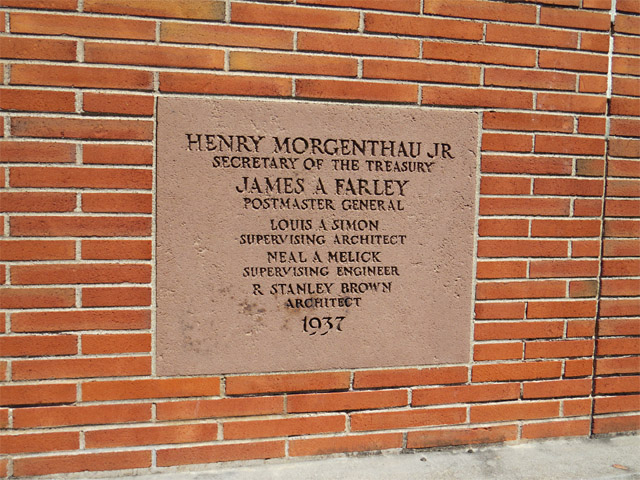 HENRY MORGENTHAU JR
SECRETARY OF THE TREASURY
JAMES A FARLEY
POSTMASTER GENERAL
LOUIS A SIMON
SUPERVISING ARCHITECT
NEAL A MELICK
SUPERVISING ENGINEER
R STANLEY BROWN
ARCHITECT
1937